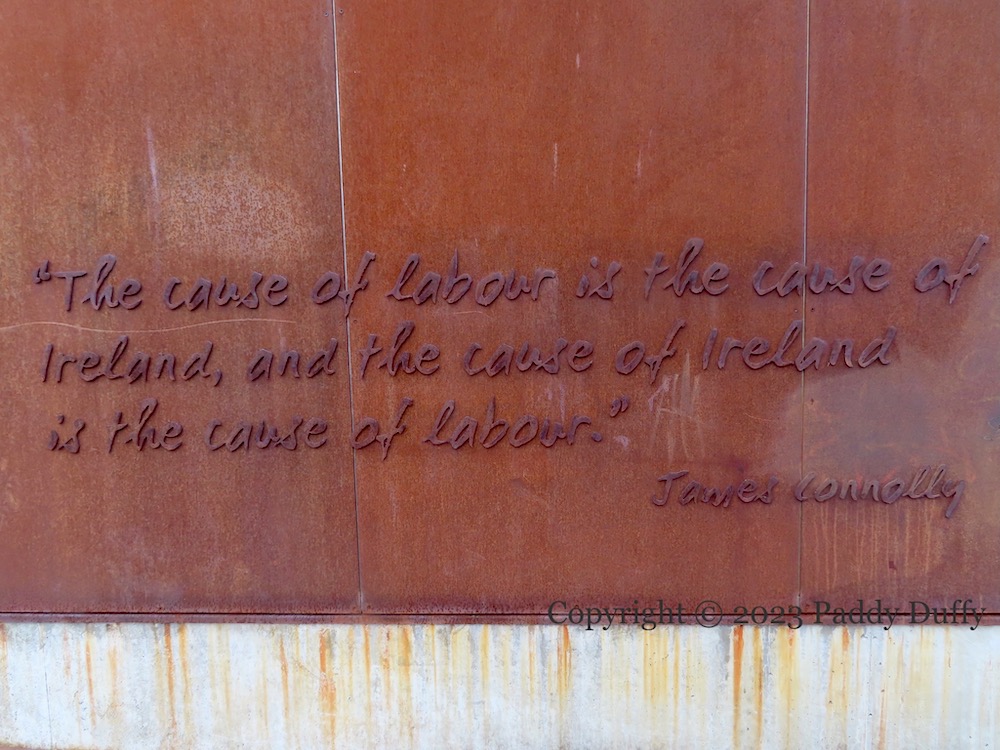 “The cause of labour is the cause of
Ireland, and the cause of Ireland
is the cause of labour.”
James Connolly
Copyright © 2023 Paddy Duffy